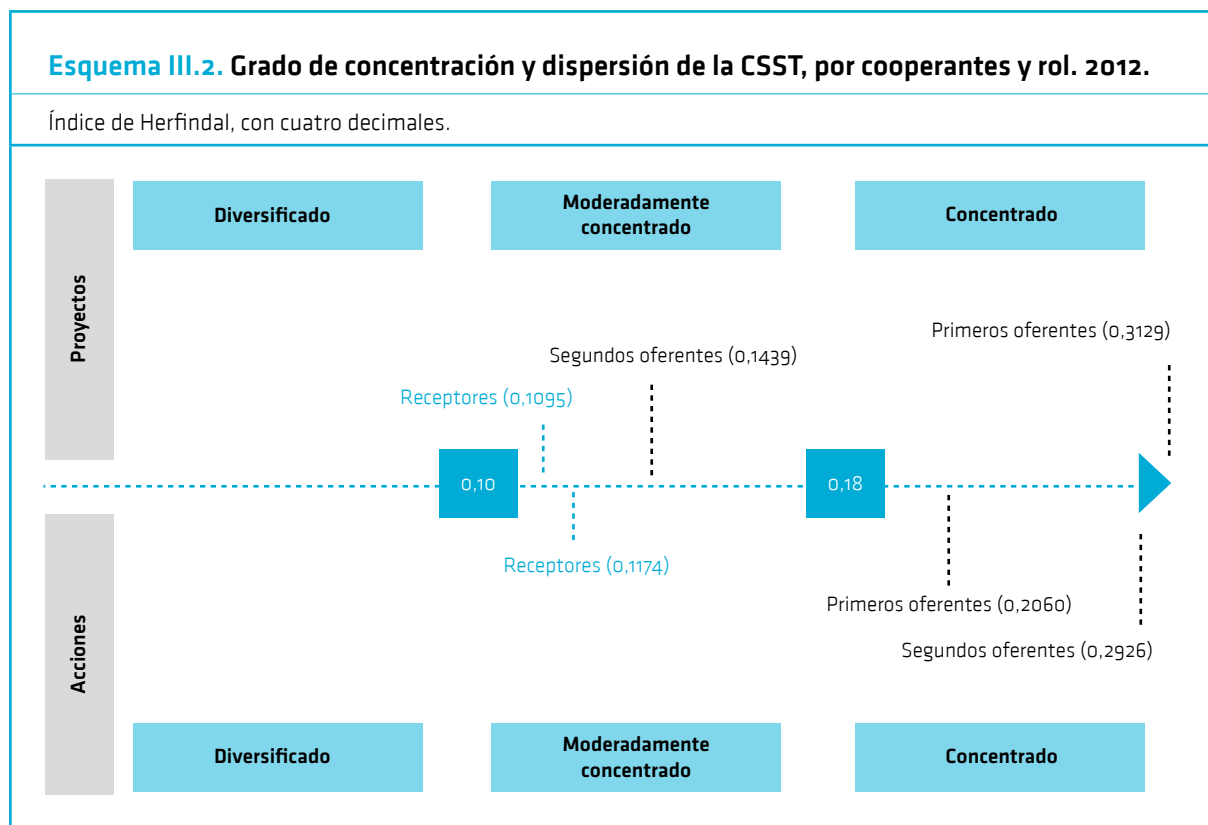 Esquema III.2. Grado de concentración y dispersión de la CSST, por cooperantes y rol. 2012.
Índice de Herfindal, con cuatro decimales.
Proyectos
Diversificado
Moderadamente
concentrado
Concentrado
Primeros oferentes (0,3129)
Segundos oferentes (0,1439)
Receptores (0,1095)
0,10
0,18
Receptores (0,1174)
Primeros oferentes (0,2060)
Segundos oferentes (0,2926)
Acciones
Diversificado
Moderadamente
concentrado
Concentrado